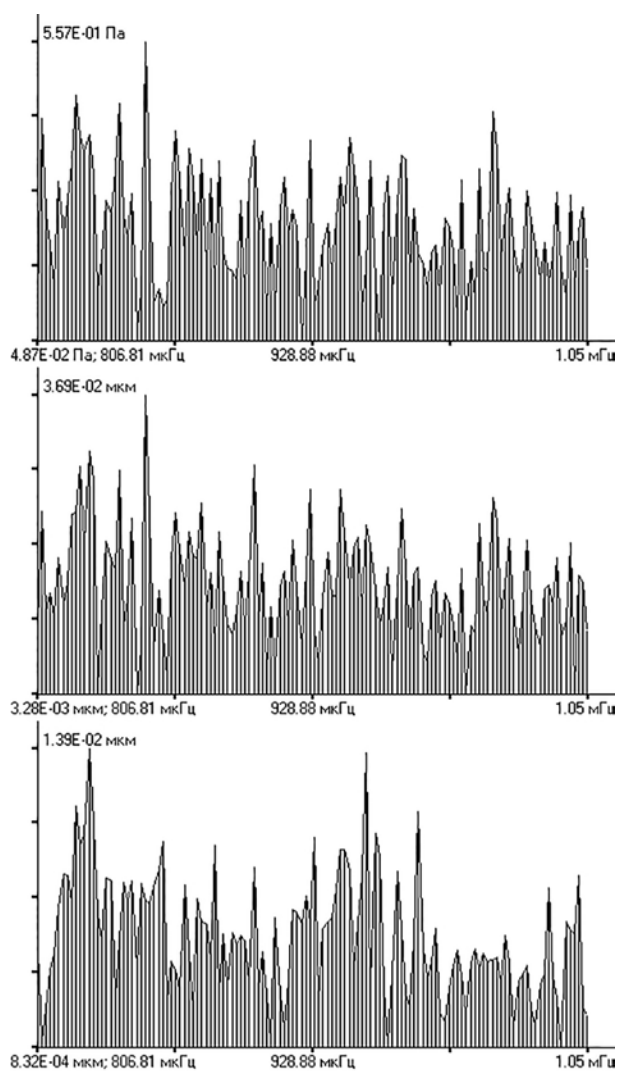 5.57E-01 Па
4.87E-02 Па; 806.81 мкГц 928.88 мкГц 1.05 мГц
3.69E-02 мкм
3.28E-03 мкм; 806.81 мкГц 928.88 мкГц 1.05 мГц
1.39E-02 мкм
8.32E-04 мкм; 806.81 мкГц 928.88 мкГц 1.05 мГц